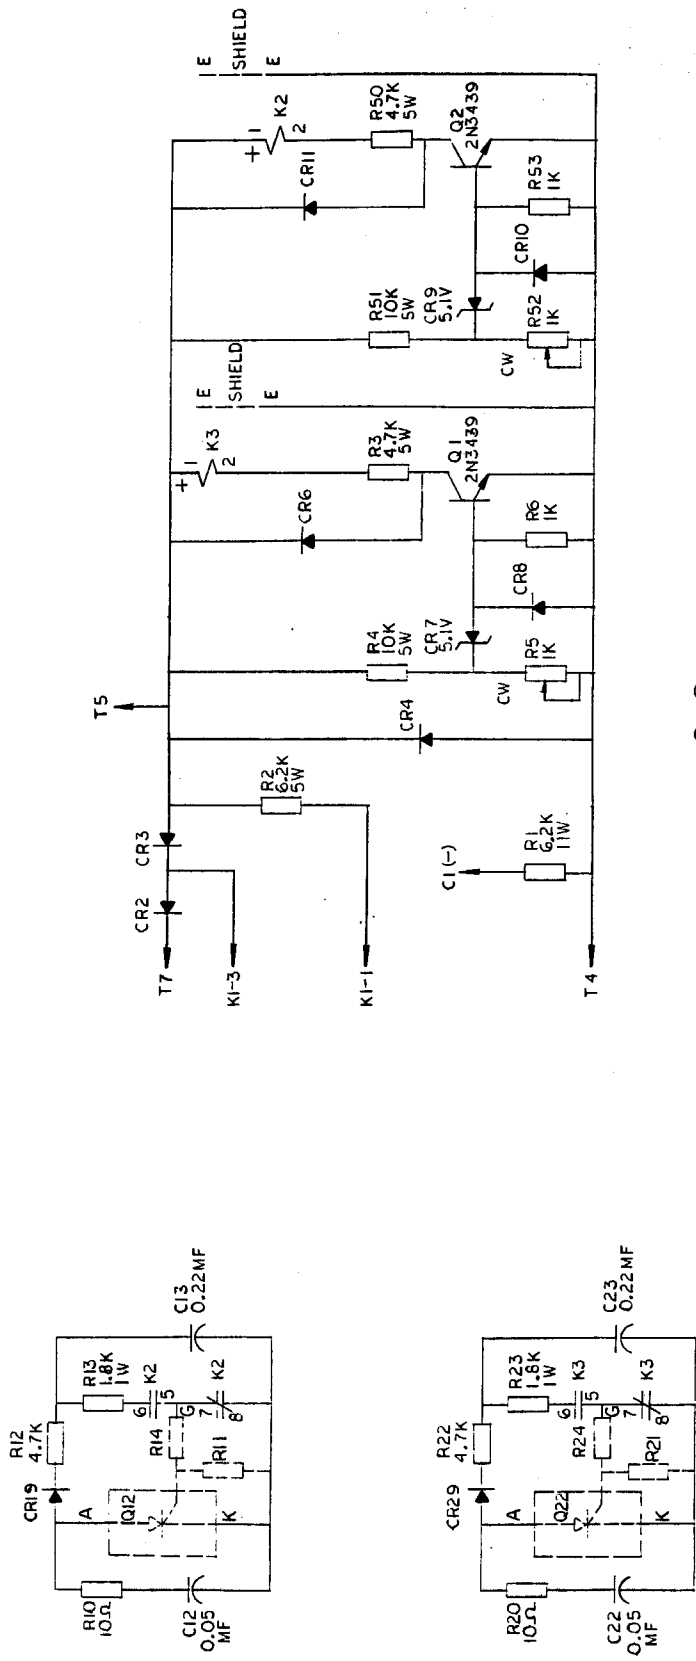 T7
CR2
CR3
K1-3
K1-1
R2
6.2K
5W
T5
C1(-)
R1
6.2K
11W
T4
CR4
R4
10K
5W
CR7
5.1V
CW
R5
1K
CR8
R6
1K
CR6
+
1
K3
2
R3
4.7K
5W
Q1
2N3439
E
SHIELD
E
R51
10K
5W
CR9
5.1V
CW
R52
1K
CR10
R53
1K
CR11
+
1
K2
2
R50
4.7K
5W
Q2
2N3439
E
SHIELD
E
R10
10Ω
C12
0.05
MF
CR19
R12
4.7K
A
Q12
K
R14
R11
R13
1.8K
1W
6
K2
5
G
7
K2
8
C13
0.22MF
R20
10Ω
C22
0.05
MF
CR29
R22
4.7K
A
Q22
K
R24
R21
R23
1.8K
1W
6
K3
5
G
7
K3
8
C23
0.22MF